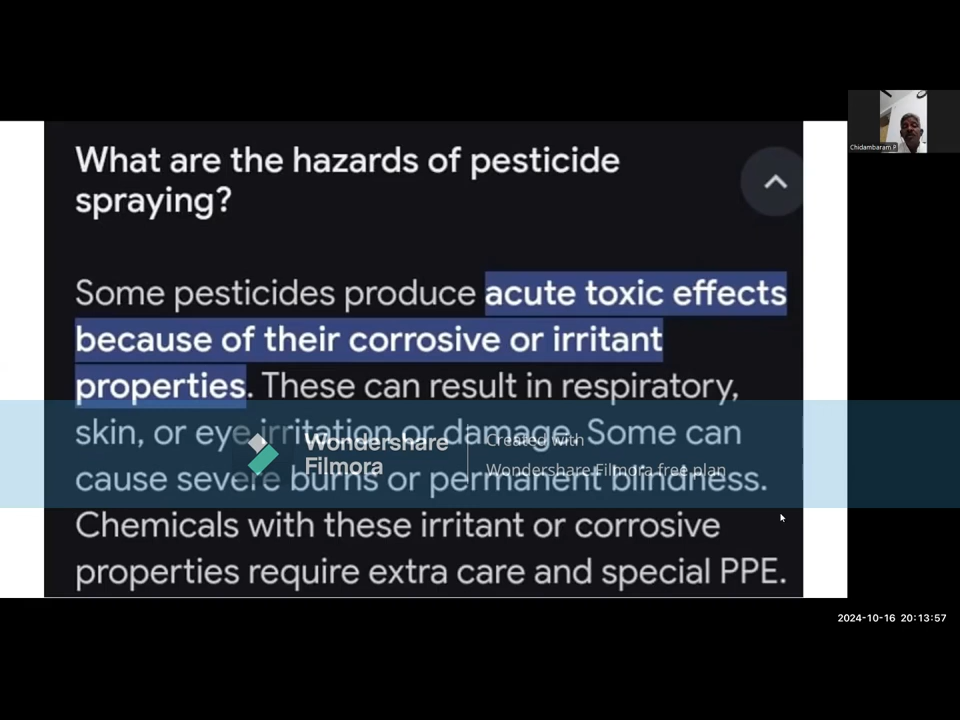 What are the hazards of pesticide
spraying?
Chidambaram P
Some pesticides produce acute toxic effects
because of their corrosive or irritant
properties. These can result in respiratory,
skin, or eye irritation or damage. Some can
Wondershare
Filmora
Created with
Wondershare Filmora free plan
cause severe burns or permanent blindness.
Chemicals with these irritant or corrosive
properties require extra care and special PPE.
2024-10-16 20:13:57